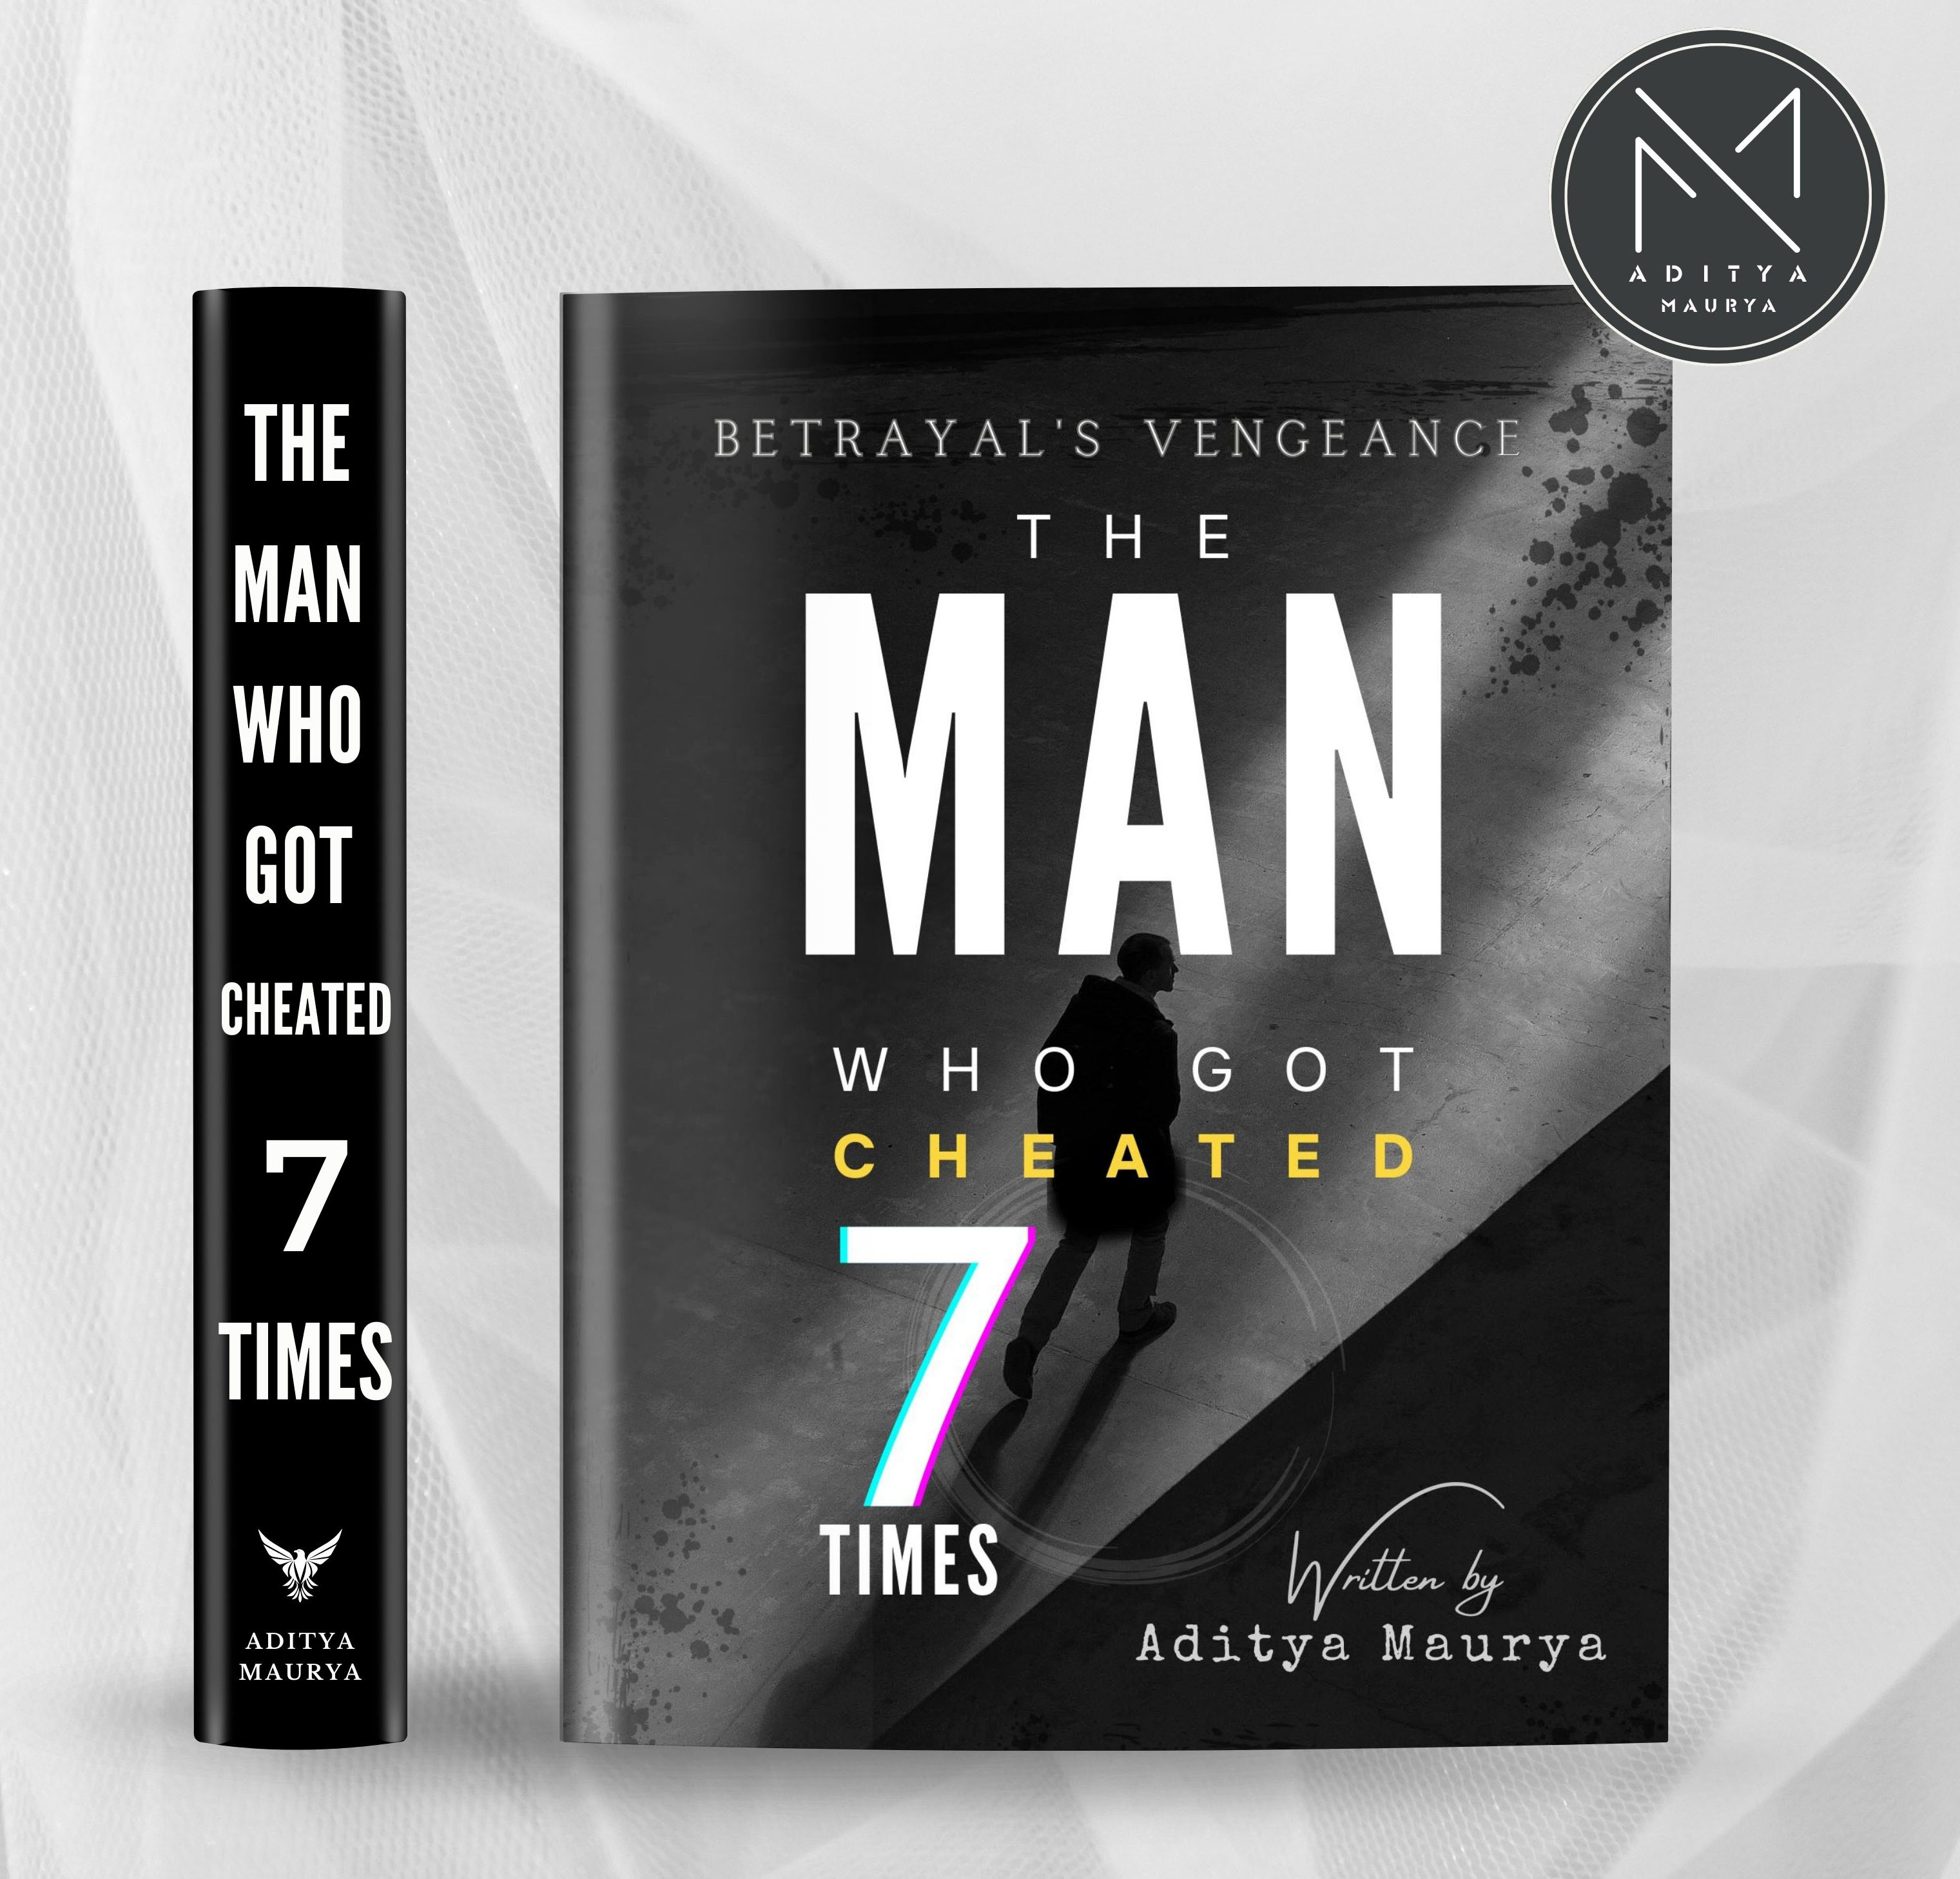 THE
MAN
WHO
GOT
CHEATED
7
TIMES
ADITYA
MAURYA
BETRAYAL'S VENGEANCE
THE
MAN
WHO GOT
CHEATED
7
TIMES
Written by
Aditya Maurya
ADITYA
MAURYA